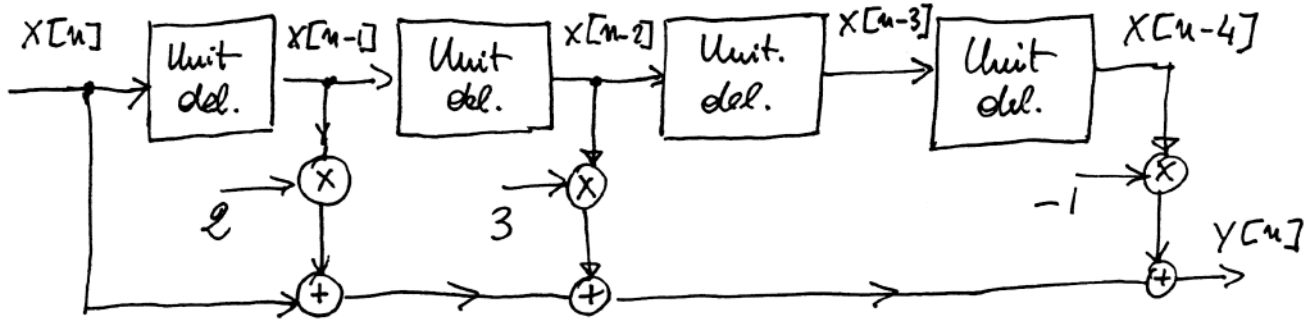 X[n] Unit del. X[n-1] Unit del. X[n-2] Unit. del. X[n-3] Unit del. X[n-4]
× × ×
2 3 -1
+ + + Y[n]